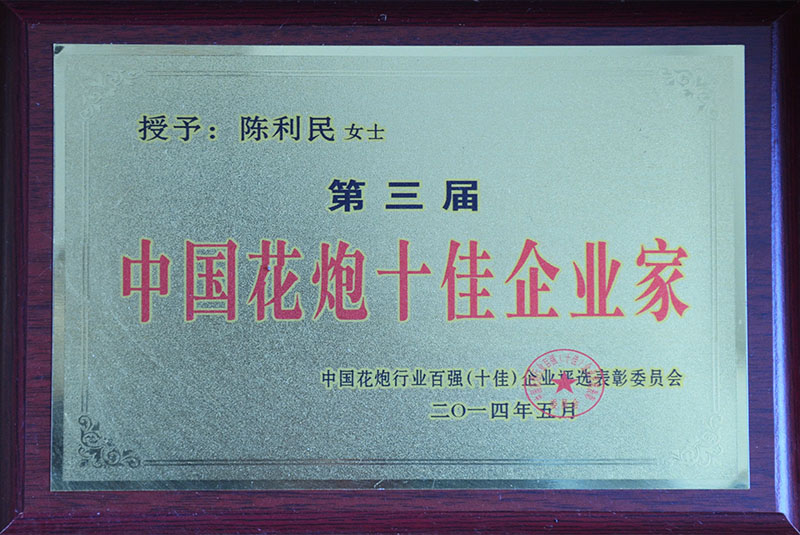 授予：陈利民 女士
第三届
中国花炮十佳企业家
中国花炮行业百强（十佳）企业评选表彰委员会
二〇一四年五月